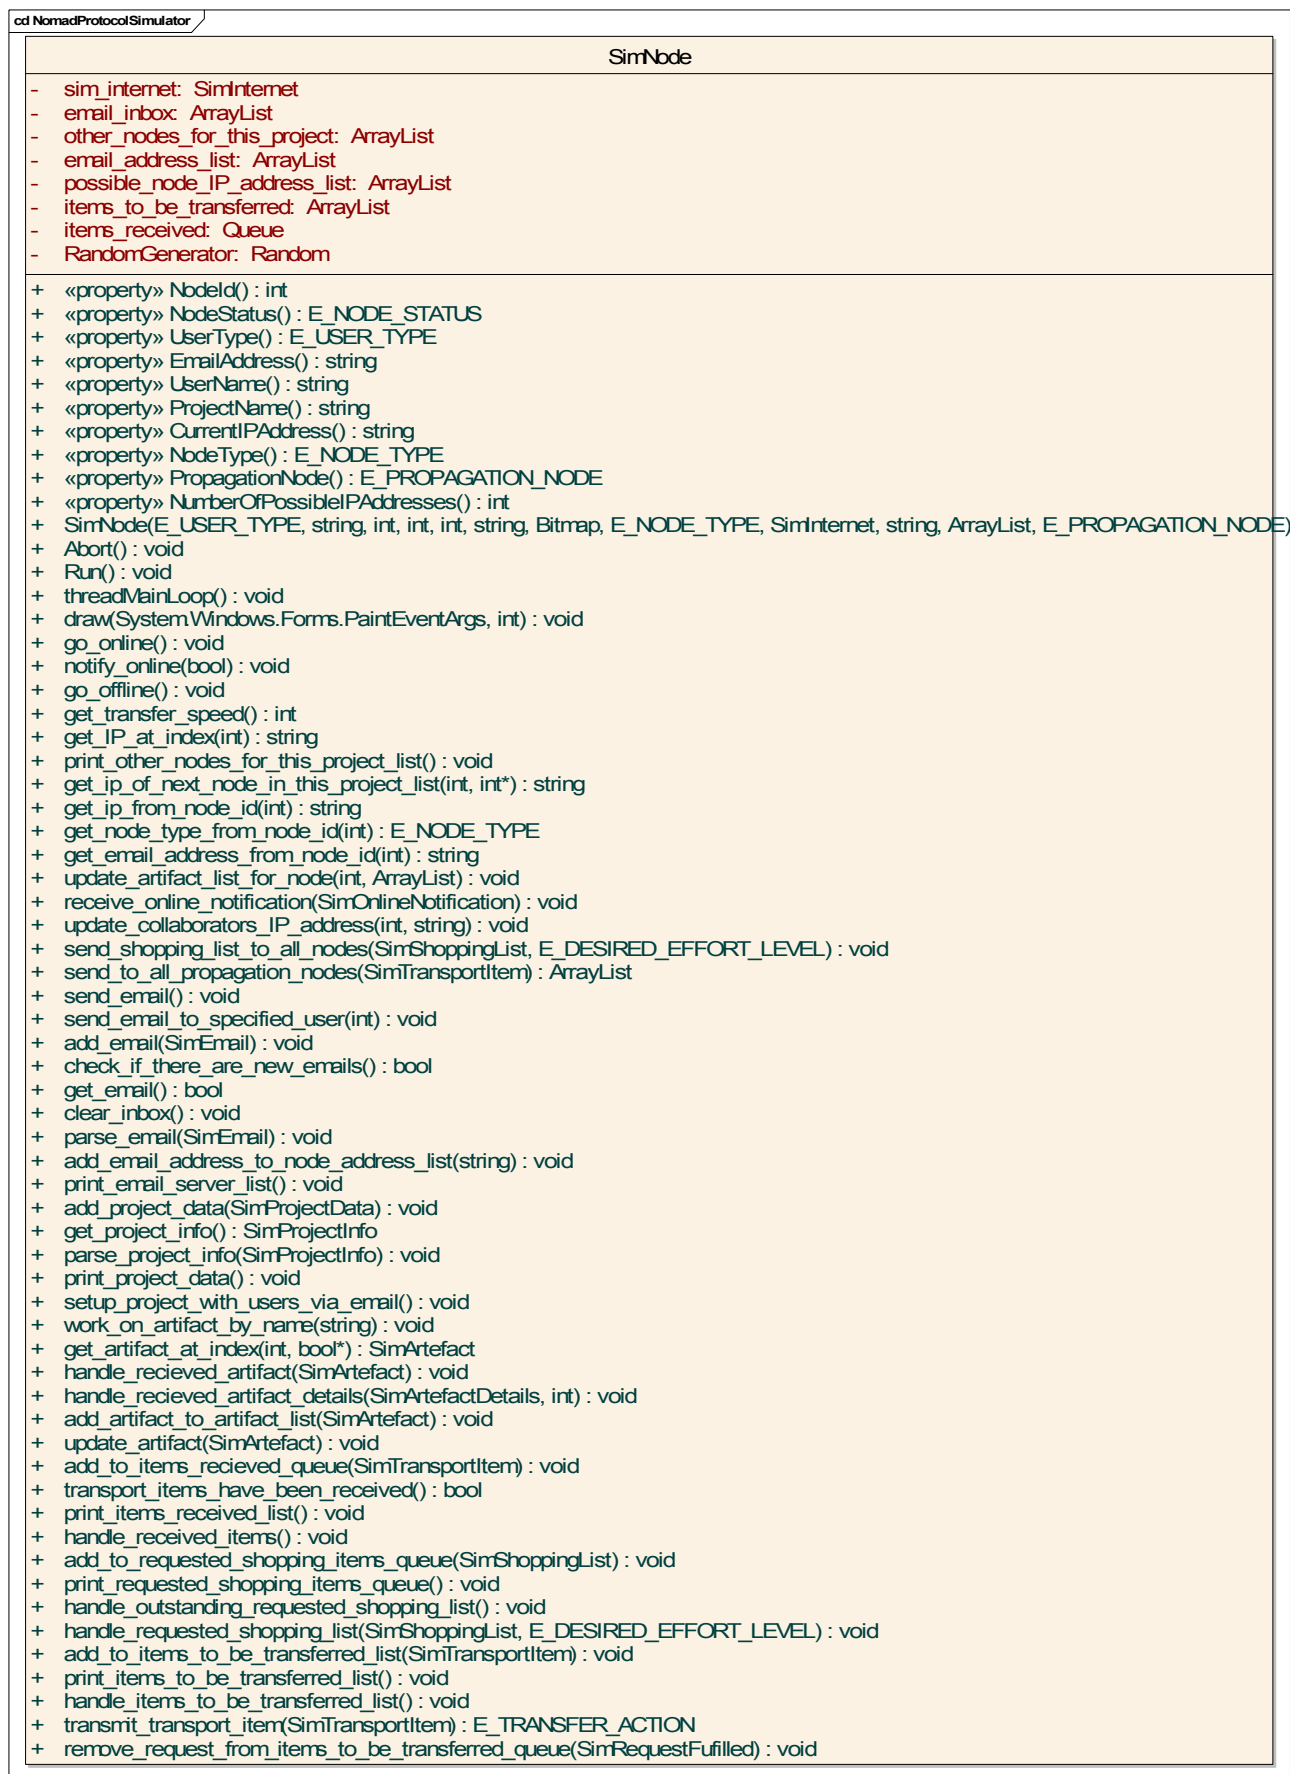 cd NomadProtocolSimulator
SimNode
- sim_internet: SimInternet
- email_inbox: ArrayList
- other_nodes_for_this_project: ArrayList
- email_address_list: ArrayList
- possible_node_IP_address_list: ArrayList
- items_to_be_transferred: ArrayList
- items_received: Queue
- RandomGenerator: Random
+ «property» NodeId() : int
+ «property» NodeStatus() : E_NODE_STATUS
+ «property» UserType() : E_USER_TYPE
+ «property» EmailAddress() : string
+ «property» UserName() : string
+ «property» ProjectName() : string
+ «property» CurrentIPAddress() : string
+ «property» NodeType() : E_NODE_TYPE
+ «property» PropagationNode() : E_PROPAGATION_NODE
+ «property» NumberOfPossibleIPAddresses() : int
+ SimNode(E_USER_TYPE, string, int, int, int, string, Bitmap, E_NODE_TYPE, SimInternet, string, ArrayList, E_PROPAGATION_NODE)
+ Abort() : void
+ Run() : void
+ threadMainLoop() : void
+ draw(System.Windows.Forms.PaintEventArgs, int) : void
+ go_online() : void
+ notify_online(bool) : void
+ go_offline() : void
+ get_transfer_speed() : int
+ get_IP_at_index(int) : string
+ print_other_nodes_for_this_project_list() : void
+ get_ip_of_next_node_in_this_project_list(int, int*) : string
+ get_ip_from_node_id(int) : string
+ get_node_type_from_node_id(int) : E_NODE_TYPE
+ get_email_address_from_node_id(int) : string
+ update_artifact_list_for_node(int, ArrayList) : void
+ receive_online_notification(SimOnlineNotification) : void
+ update_collaborators_IP_address(int, string) : void
+ send_shopping_list_to_all_nodes(SimShoppingList, E_DESIRED_EFFORT_LEVEL) : void
+ send_to_all_propagation_nodes(SimTransportItem) : ArrayList
+ send_email() : void
+ send_email_to_specified_user(int) : void
+ add_email(SimEmail) : void
+ check_if_there_are_new_emails() : bool
+ get_email() : bool
+ clear_inbox() : void
+ parse_email(SimEmail) : void
+ add_email_address_to_node_address_list(string) : void
+ print_email_server_list() : void
+ add_project_data(SimProjectData) : void
+ get_project_info() : SimProjectInfo
+ parse_project_info(SimProjectInfo) : void
+ print_project_data() : void
+ setup_project_with_users_via_email() : void
+ work_on_artifact_by_name(string) : void
+ get_artifact_at_index(int, bool*) : SimArtefact
+ handle_recieved_artifact(SimArtefact) : void
+ handle_recieved_artifact_details(SimArtefactDetails, int) : void
+ add_artifact_to_artifact_list(SimArtefact) : void
+ update_artifact(SimArtefact) : void
+ add_to_items_recieved_queue(SimTransportItem) : void
+ transport_items_have_been_received() : bool
+ print_items_received_list() : void
+ handle_received_items() : void
+ add_to_requested_shopping_items_queue(SimShoppingList) : void
+ print_requested_shopping_items_queue() : void
+ handle_outstanding_requested_shopping_list() : void
+ handle_requested_shopping_list(SimShoppingList, E_DESIRED_EFFORT_LEVEL) : void
+ add_to_items_to_be_transferred_list(SimTransportItem) : void
+ print_items_to_be_transferred_list() : void
+ handle_items_to_be_transferred_list() : void
+ transmit_transport_item(SimTransportItem) : E_TRANSFER_ACTION
+ remove_request_from_items_to_be_transferred_queue(SimRequestFufilled) : void